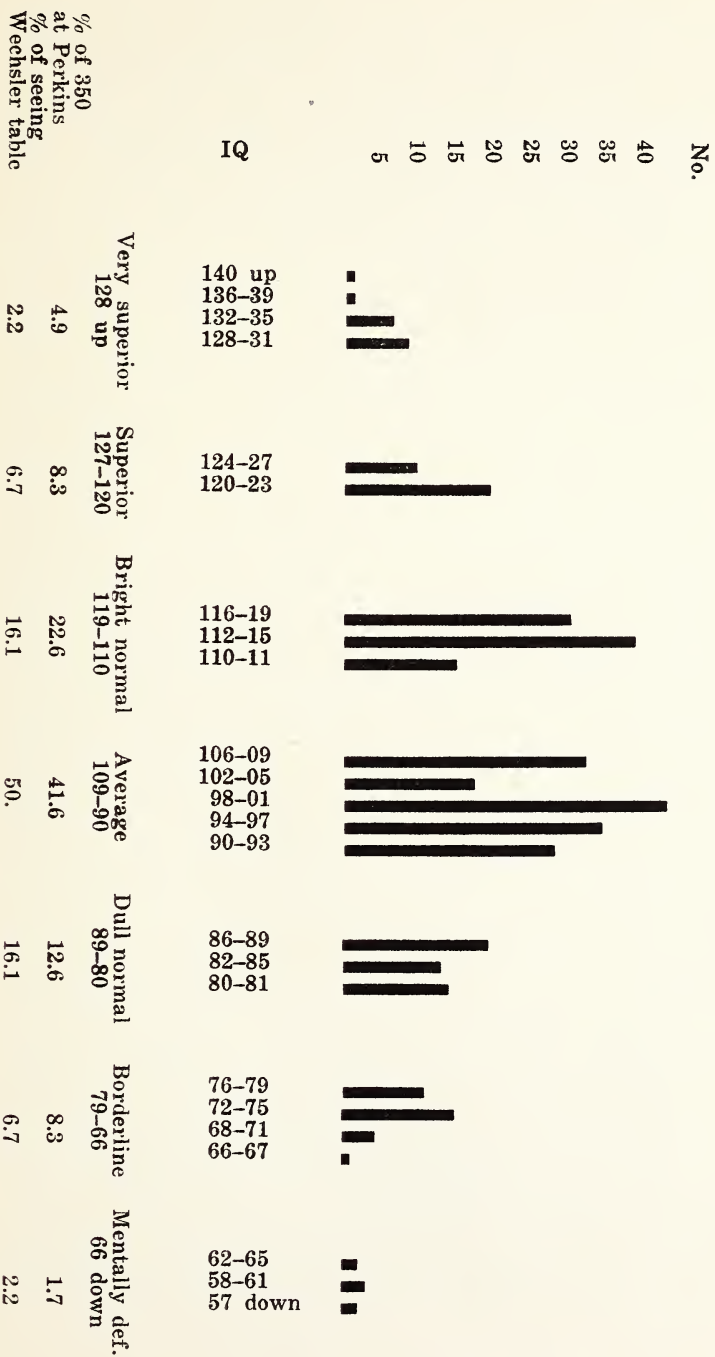 No.
40
35
30
25
20
15
10
5
IQ
140 up
136–39
132–35
128–31
124–27
120–23
116–19
112–15
110–11
106–09
102–05
98–01
94–97
90–93
86–89
82–85
80–81
76–79
72–75
68–71
66–67
62–65
58–61
57 down
Very superior
128 up
Superior
127–120
Bright normal
119–110
Average
109–90
Dull normal
89–80
Borderline
79–66
Mentally def.
66 down
% of 350
at Perkins
4.9
8.3
22.6
41.6
12.6
8.3
1.7
% of seeing
Wechsler table
2.2
6.7
16.1
50.
16.1
6.7
2.2